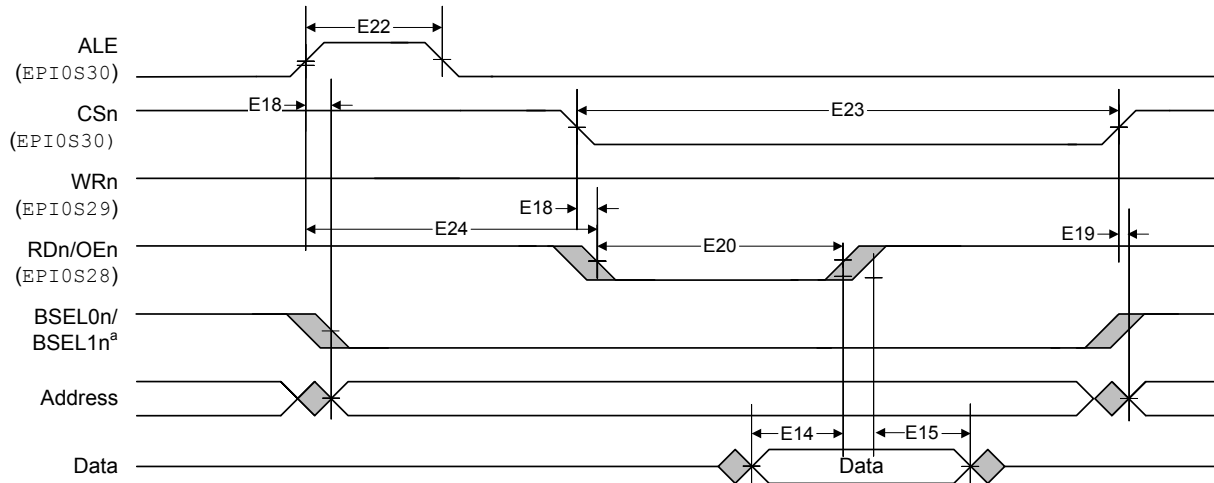 E22
ALE
(EPI0S30)
E18
CSn
E23
(EPI0S30)
WRn
(EPI0S29)
E18
E24
E20
E19
RDn/OEn
(EPI0S28)
BSEL0n/
BSEL1nᵃ
Address
E14
E15
Data
Data